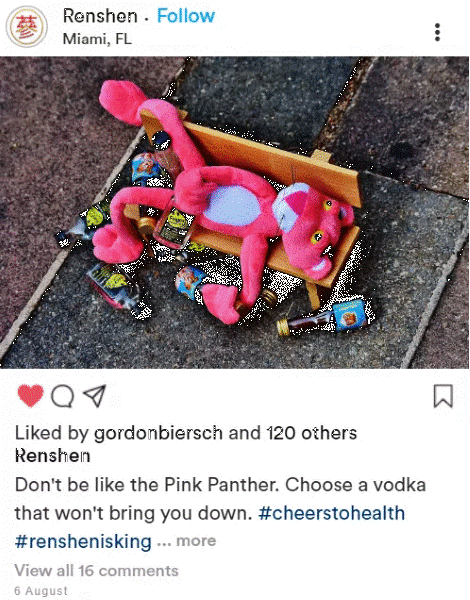 Renshen . Follow
Miami, FL
Liked by gordonbiersch and 120 others
Renshen
Don't be like the Pink Panther. Choose a vodka
that won't bring you down. #cheerstohealth
#renshenisking ... more
View all 16 comments
6 August